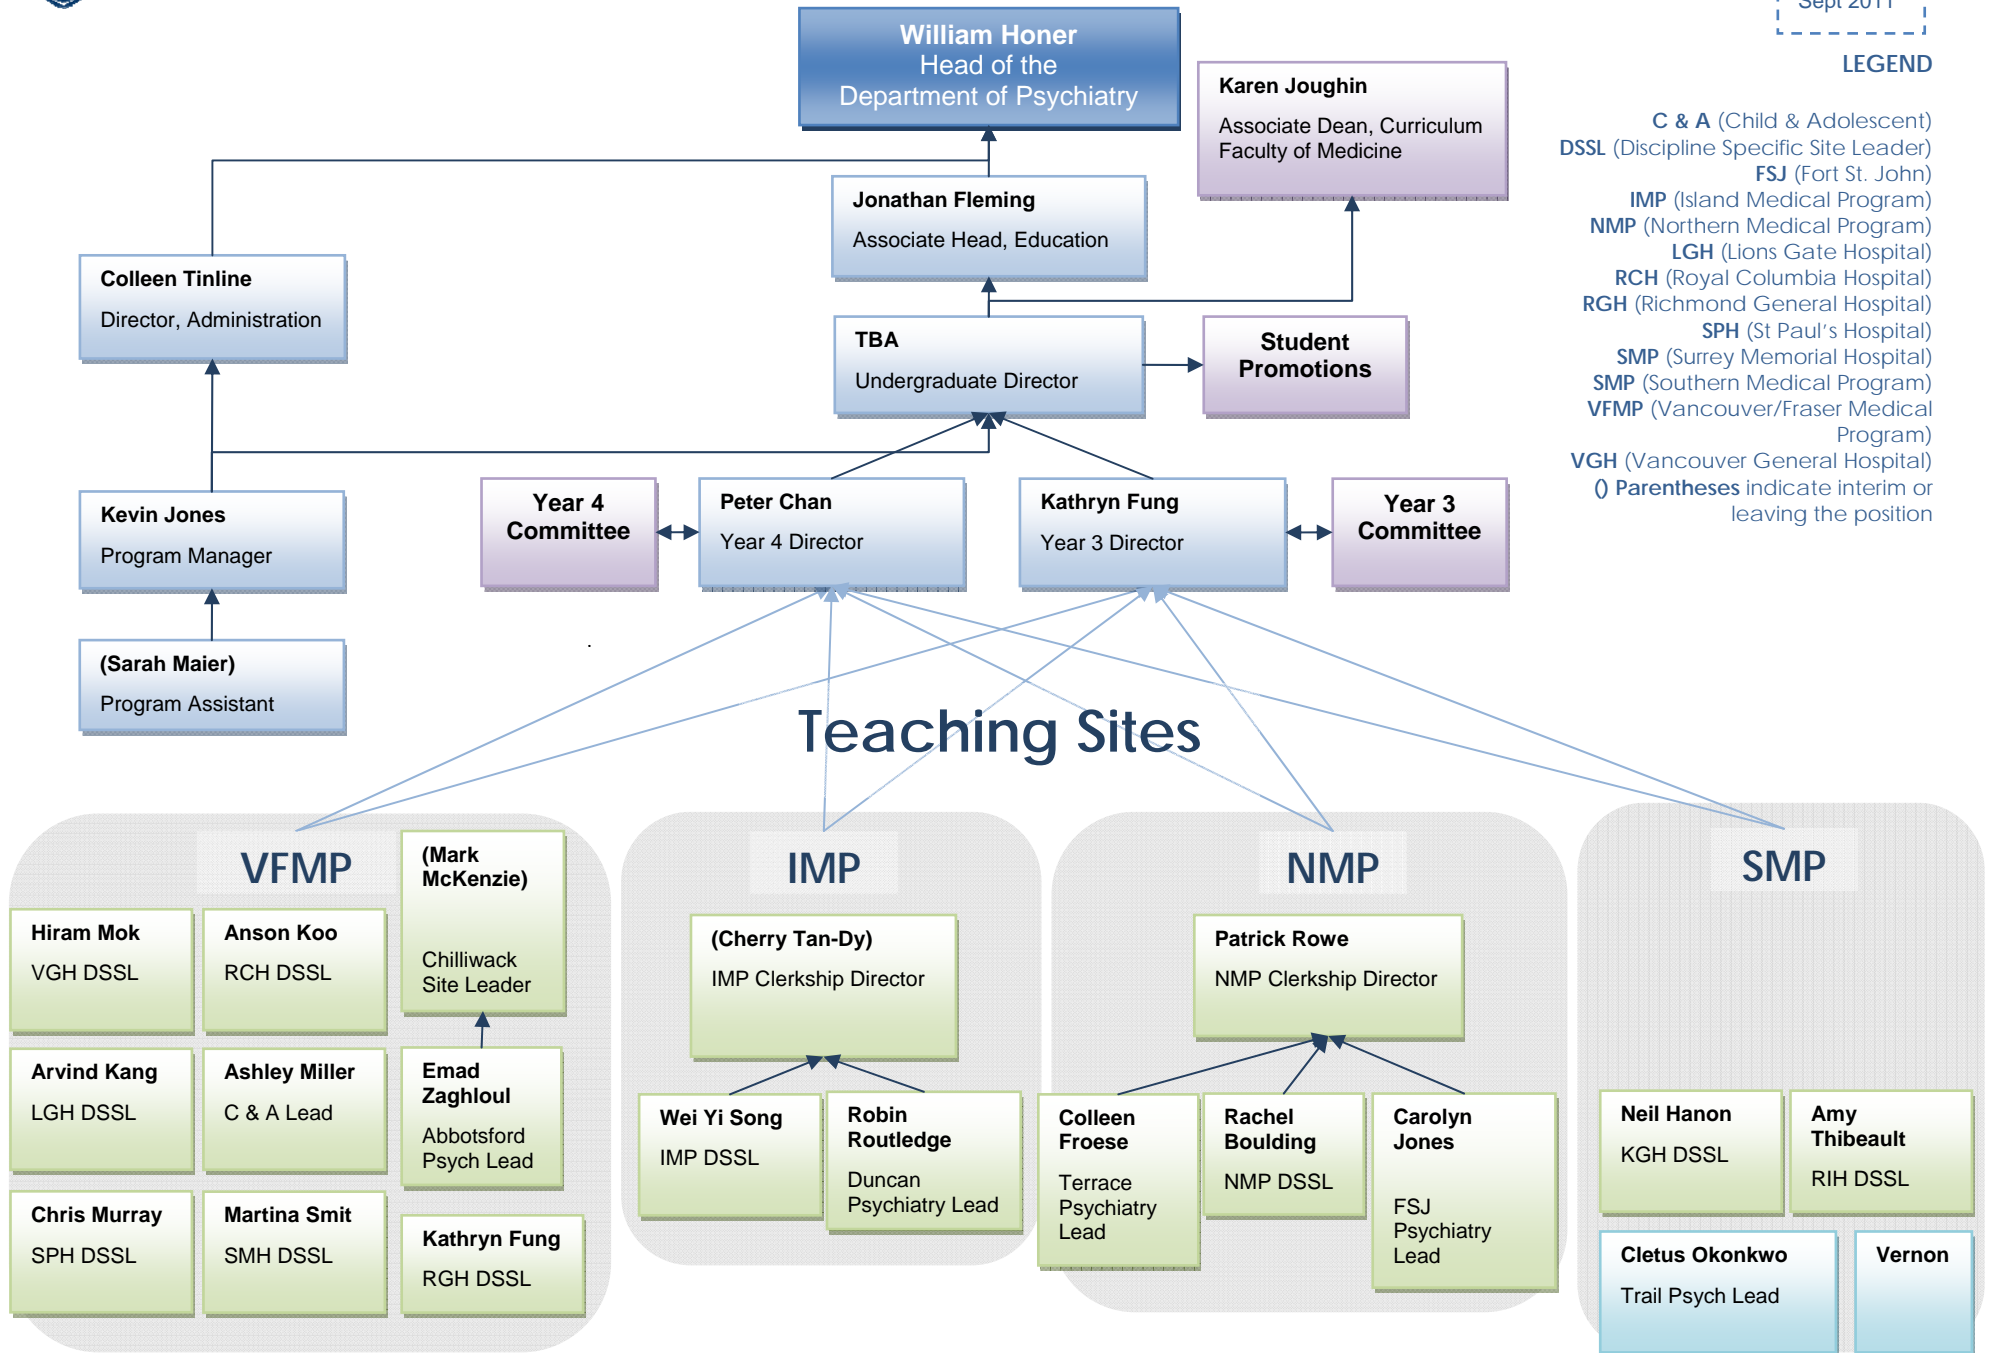 Sept 2011
William Honer
Head of the
Department of Psychiatry
Karen Joughin
Associate Dean, Curriculum
Faculty of Medicine
LEGEND
C & A (Child & Adolescent)
DSSL (Discipline Specific Site Leader)
FSJ (Fort St. John)
IMP (Island Medical Program)
NMP (Northern Medical Program)
LGH (Lions Gate Hospital)
RCH (Royal Columbia Hospital)
RGH (Richmond General Hospital)
SPH (St Paul's Hospital)
SMP (Surrey Memorial Hospital)
SMP (Southern Medical Program)
VFMP (Vancouver/Fraser Medical
Program)
VGH (Vancouver General Hospital)
() Parentheses indicate interim or
leaving the position
Jonathan Fleming
Associate Head, Education
Colleen Tinline
Director, Administration
TBA
Undergraduate Director
Student
Promotions
Kevin Jones
Program Manager
Year 4
Committee
Peter Chan
Year 4 Director
Kathryn Fung
Year 3 Director
Year 3
Committee
(Sarah Maier)
Program Assistant
.
Teaching Sites
VFMP
(Mark
McKenzie)
Chilliwack
Site Leader
Hiram Mok
VGH DSSL
Anson Koo
RCH DSSL
Arvind Kang
LGH DSSL
Ashley Miller
C & A Lead
Emad
Zaghloul
Abbotsford
Psych Lead
Chris Murray
SPH DSSL
Martina Smit
SMH DSSL
Kathryn Fung
RGH DSSL
IMP
(Cherry Tan-Dy)
IMP Clerkship Director
Wei Yi Song
IMP DSSL
Robin
Routledge
Duncan
Psychiatry Lead
NMP
Patrick Rowe
NMP Clerkship Director
Colleen
Froese
Terrace
Psychiatry
Lead
Rachel
Boulding
NMP DSSL
Carolyn
Jones
FSJ
Psychiatry
Lead
SMP
Neil Hanon
KGH DSSL
Amy
Thibeault
RIH DSSL
Cletus Okonkwo
Trail Psych Lead
Vernon